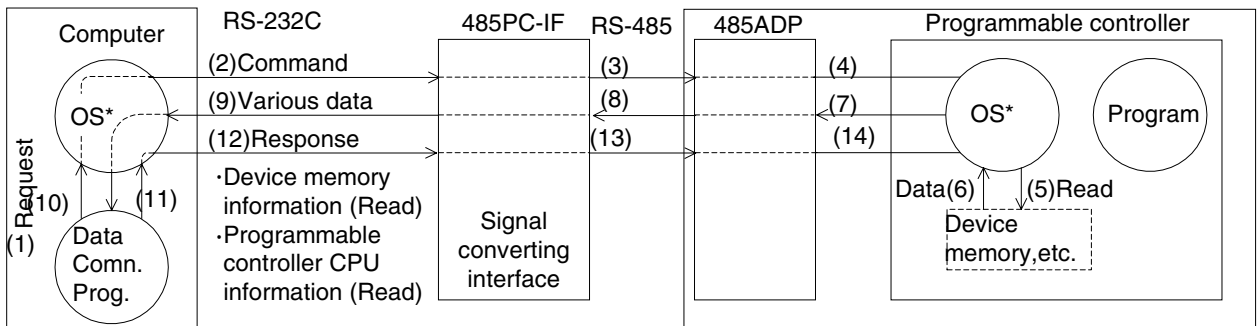 Computer
RS-232C
485PC-IF
RS-485
485ADP
Programmable controller
(2)Command
(3)
(4)
(9)Various data
(8)
(7)
OS*
OS*
Program
(12)Response
(13)
(14)
Request
(1)
(10)
(11)
·Device memory
information (Read)
·Programmable
controller CPU
information (Read)
Data
Comn.
Prog.
Signal
converting
interface
Data(6)
(5)Read
Device
memory,etc.